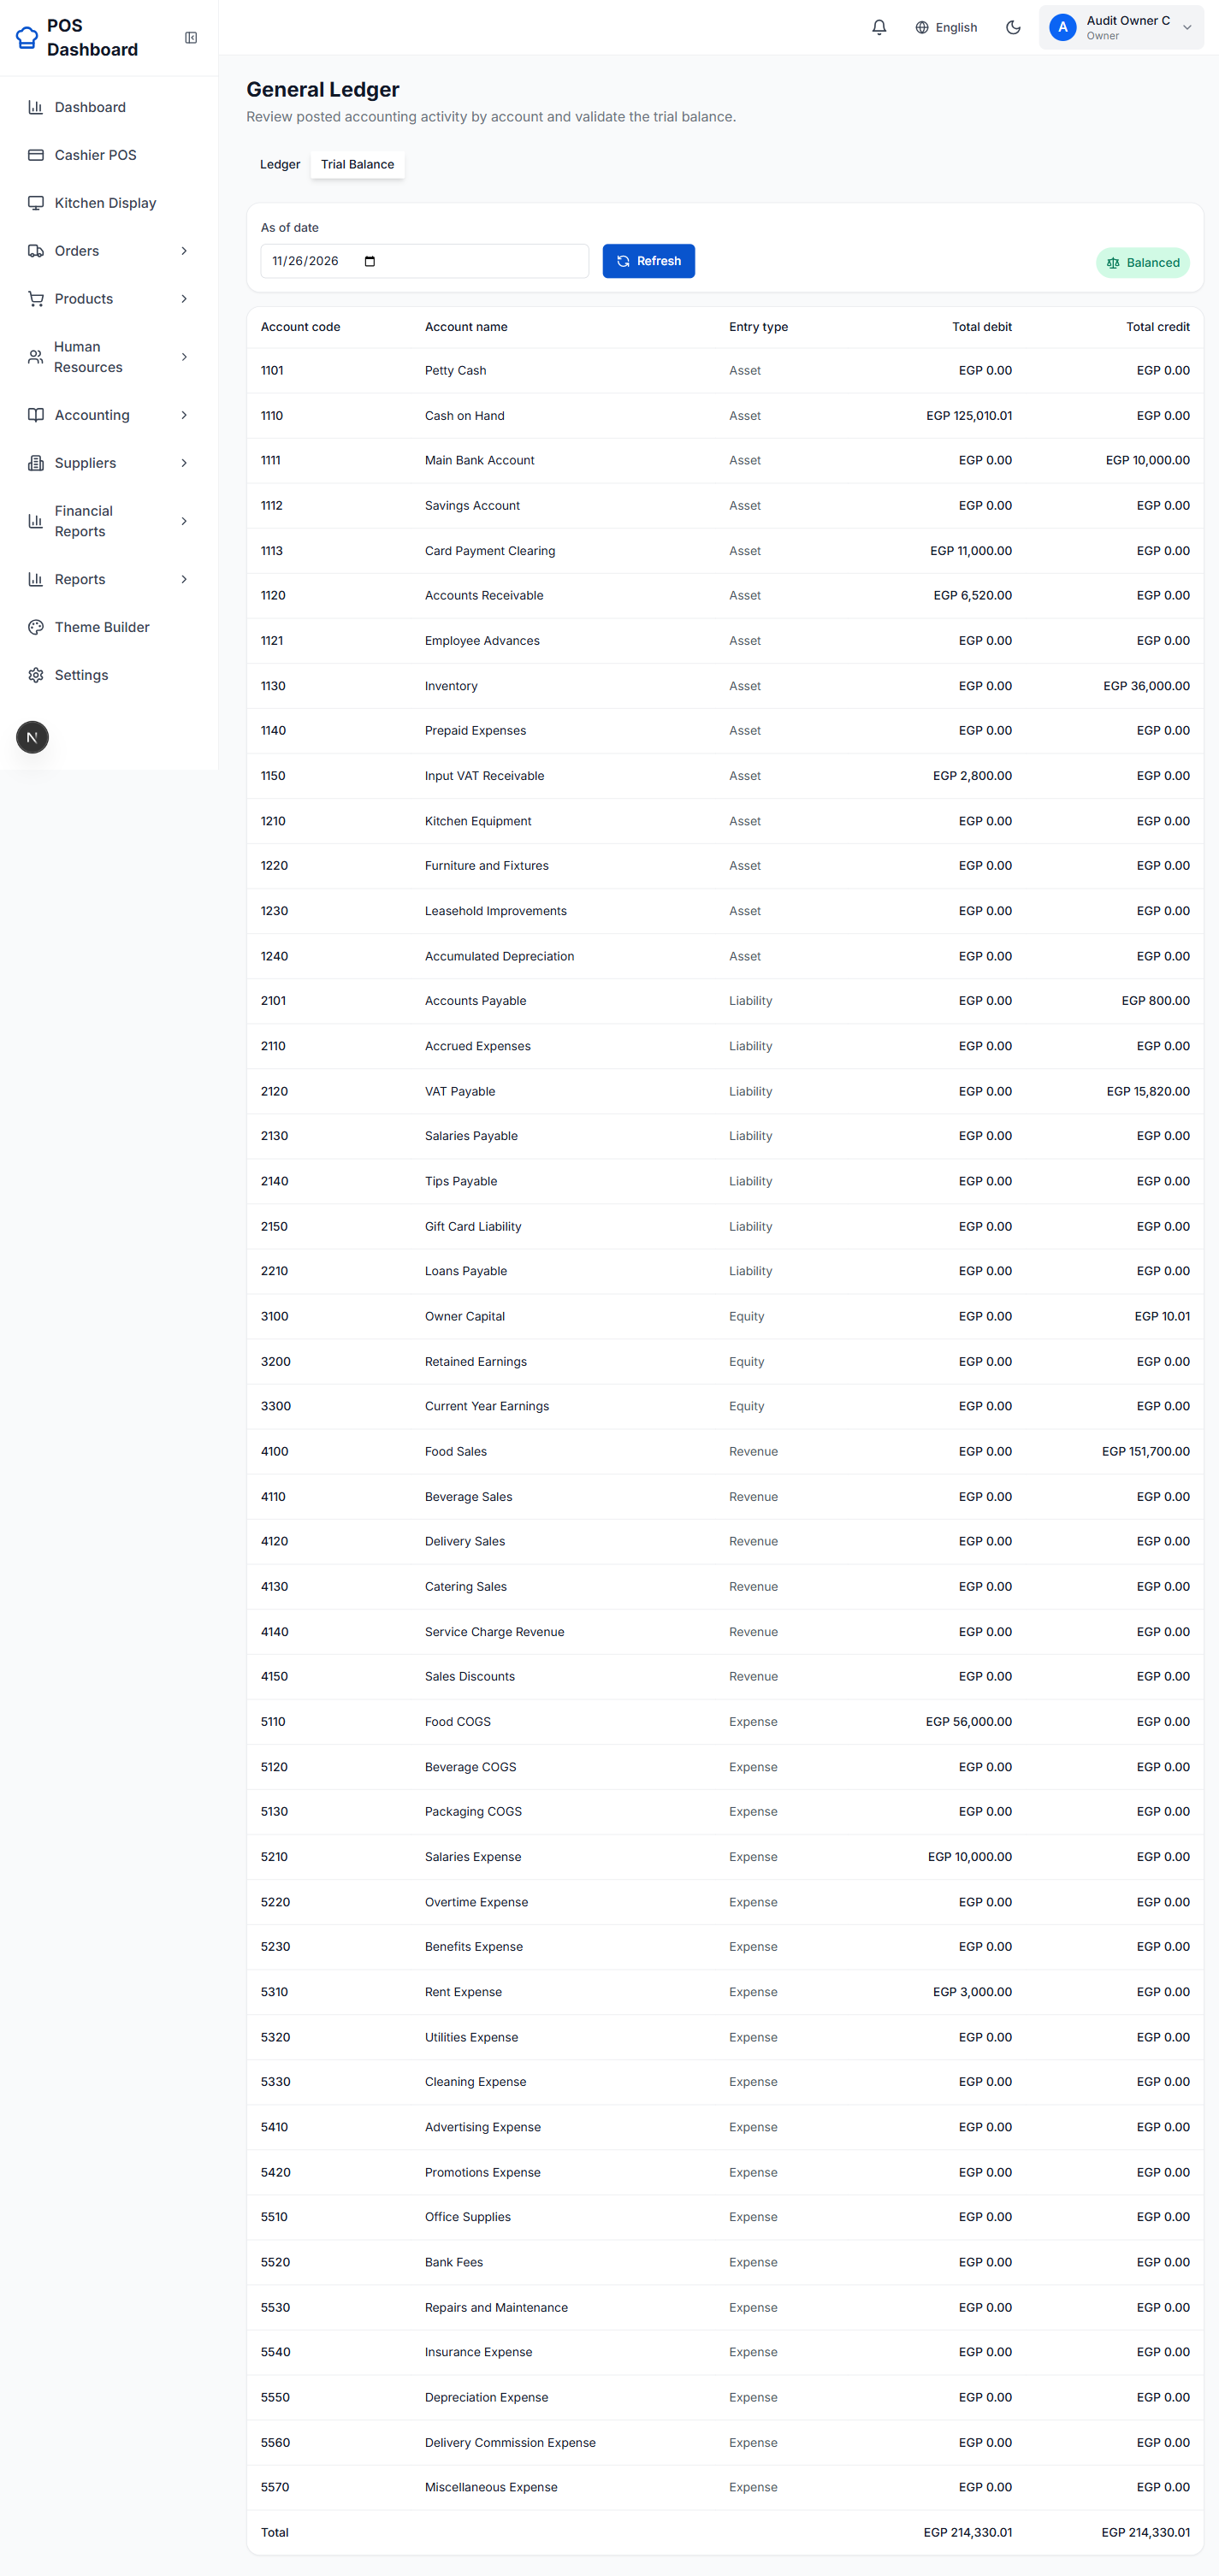 POS
Dashboard
Dashboard
Cashier POS
Kitchen Display
Orders
Products
Human
Resources
Accounting
Suppliers
Financial
Reports
Reports
Theme Builder
Settings
N
English
A
Audit Owner C
Owner
General Ledger
Review posted accounting activity by account and validate the trial balance.
Ledger Trial Balance
As of date
11/26/2026 Refresh Balanced
Account code Account name Entry type Total debit Total credit
1101 Petty Cash Asset EGP 0.00 EGP 0.00
1110 Cash on Hand Asset EGP 125,010.01 EGP 0.00
1111 Main Bank Account Asset EGP 0.00 EGP 10,000.00
1112 Savings Account Asset EGP 0.00 EGP 0.00
1113 Card Payment Clearing Asset EGP 11,000.00 EGP 0.00
1120 Accounts Receivable Asset EGP 6,520.00 EGP 0.00
1121 Employee Advances Asset EGP 0.00 EGP 0.00
1130 Inventory Asset EGP 0.00 EGP 36,000.00
1140 Prepaid Expenses Asset EGP 0.00 EGP 0.00
1150 Input VAT Receivable Asset EGP 2,800.00 EGP 0.00
1210 Kitchen Equipment Asset EGP 0.00 EGP 0.00
1220 Furniture and Fixtures Asset EGP 0.00 EGP 0.00
1230 Leasehold Improvements Asset EGP 0.00 EGP 0.00
1240 Accumulated Depreciation Asset EGP 0.00 EGP 0.00
2101 Accounts Payable Liability EGP 0.00 EGP 800.00
2110 Accrued Expenses Liability EGP 0.00 EGP 0.00
2120 VAT Payable Liability EGP 0.00 EGP 15,820.00
2130 Salaries Payable Liability EGP 0.00 EGP 0.00
2140 Tips Payable Liability EGP 0.00 EGP 0.00
2150 Gift Card Liability Liability EGP 0.00 EGP 0.00
2210 Loans Payable Liability EGP 0.00 EGP 0.00
3100 Owner Capital Equity EGP 0.00 EGP 10.01
3200 Retained Earnings Equity EGP 0.00 EGP 0.00
3300 Current Year Earnings Equity EGP 0.00 EGP 0.00
4100 Food Sales Revenue EGP 0.00 EGP 151,700.00
4110 Beverage Sales Revenue EGP 0.00 EGP 0.00
4120 Delivery Sales Revenue EGP 0.00 EGP 0.00
4130 Catering Sales Revenue EGP 0.00 EGP 0.00
4140 Service Charge Revenue Revenue EGP 0.00 EGP 0.00
4150 Sales Discounts Revenue EGP 0.00 EGP 0.00
5110 Food COGS Expense EGP 56,000.00 EGP 0.00
5120 Beverage COGS Expense EGP 0.00 EGP 0.00
5130 Packaging COGS Expense EGP 0.00 EGP 0.00
5210 Salaries Expense Expense EGP 10,000.00 EGP 0.00
5220 Overtime Expense Expense EGP 0.00 EGP 0.00
5230 Benefits Expense Expense EGP 0.00 EGP 0.00
5310 Rent Expense Expense EGP 3,000.00 EGP 0.00
5320 Utilities Expense Expense EGP 0.00 EGP 0.00
5330 Cleaning Expense Expense EGP 0.00 EGP 0.00
5410 Advertising Expense Expense EGP 0.00 EGP 0.00
5420 Promotions Expense Expense EGP 0.00 EGP 0.00
5510 Office Supplies Expense EGP 0.00 EGP 0.00
5520 Bank Fees Expense EGP 0.00 EGP 0.00
5530 Repairs and Maintenance Expense EGP 0.00 EGP 0.00
5540 Insurance Expense Expense EGP 0.00 EGP 0.00
5550 Depreciation Expense Expense EGP 0.00 EGP 0.00
5560 Delivery Commission Expense Expense EGP 0.00 EGP 0.00
5570 Miscellaneous Expense Expense EGP 0.00 EGP 0.00
Total EGP 214,330.01 EGP 214,330.01